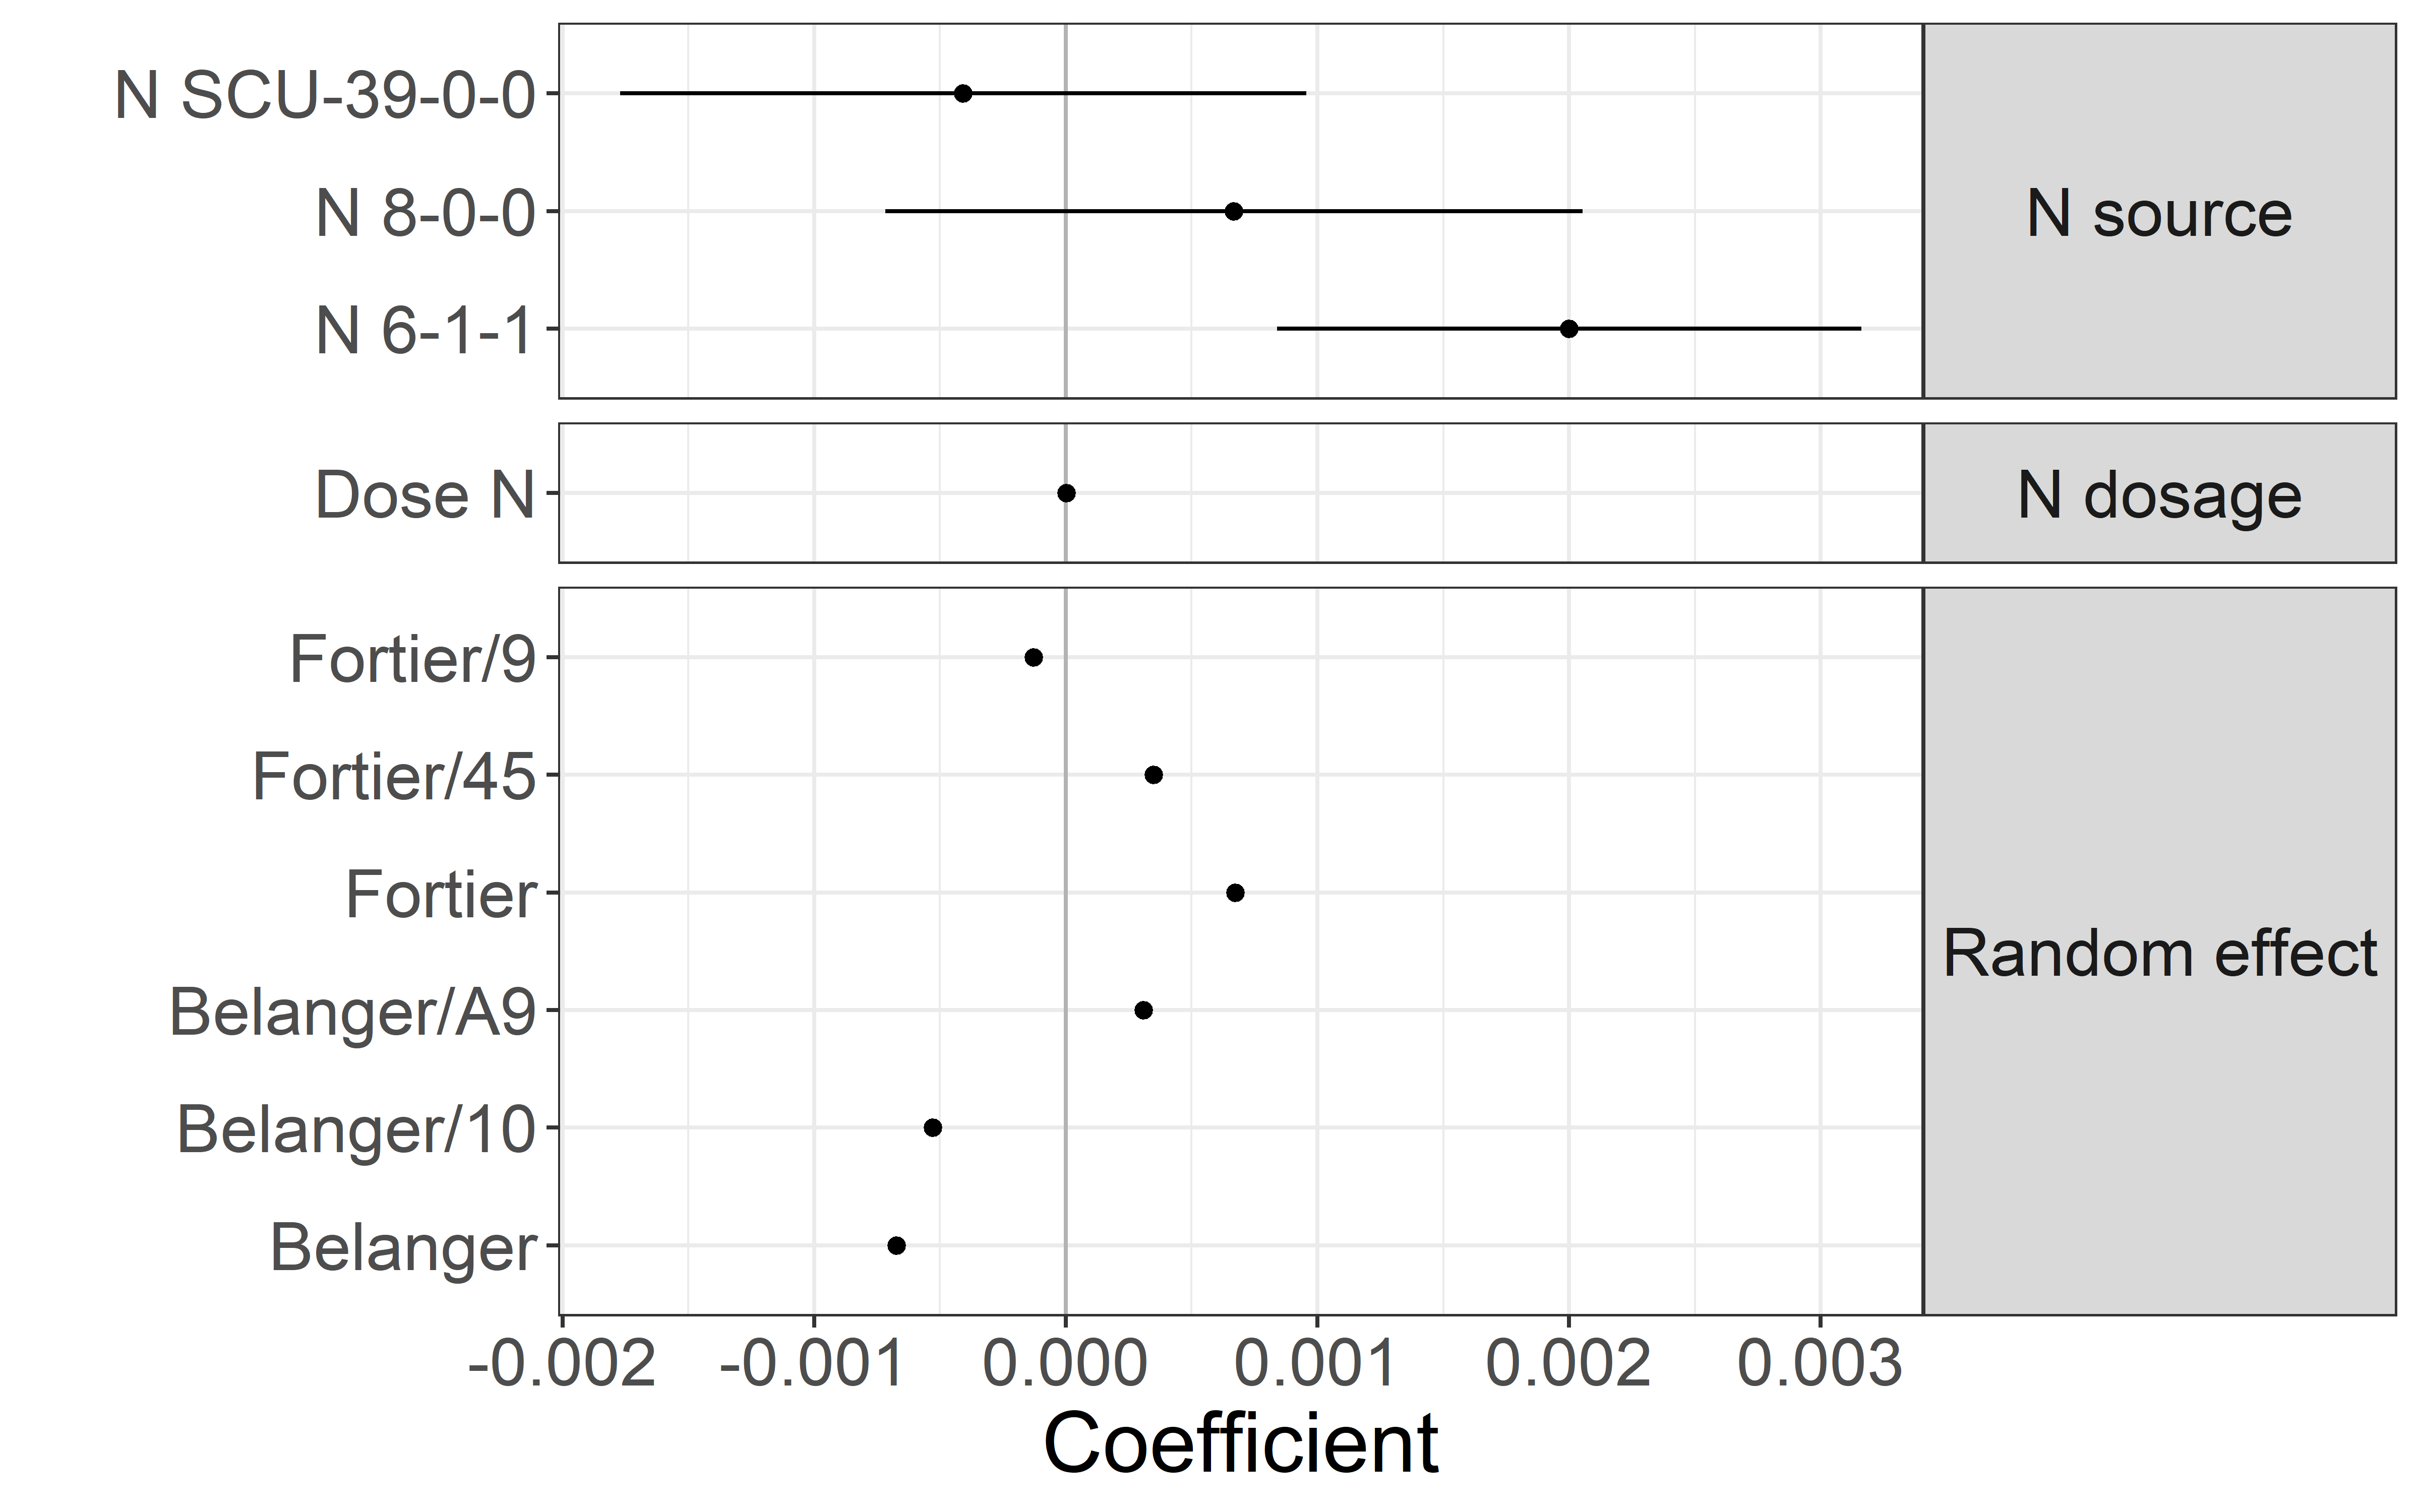 N SCU-39-0-0
N 8-0-0
N 6-1-1
N source
Dose N
N dosage
Fortier/9
Fortier/45
Fortier
Belanger/A9
Belanger/10
Belanger
Random effect
-0.002 -0.001 0.000 0.001 0.002 0.003
Coefficient